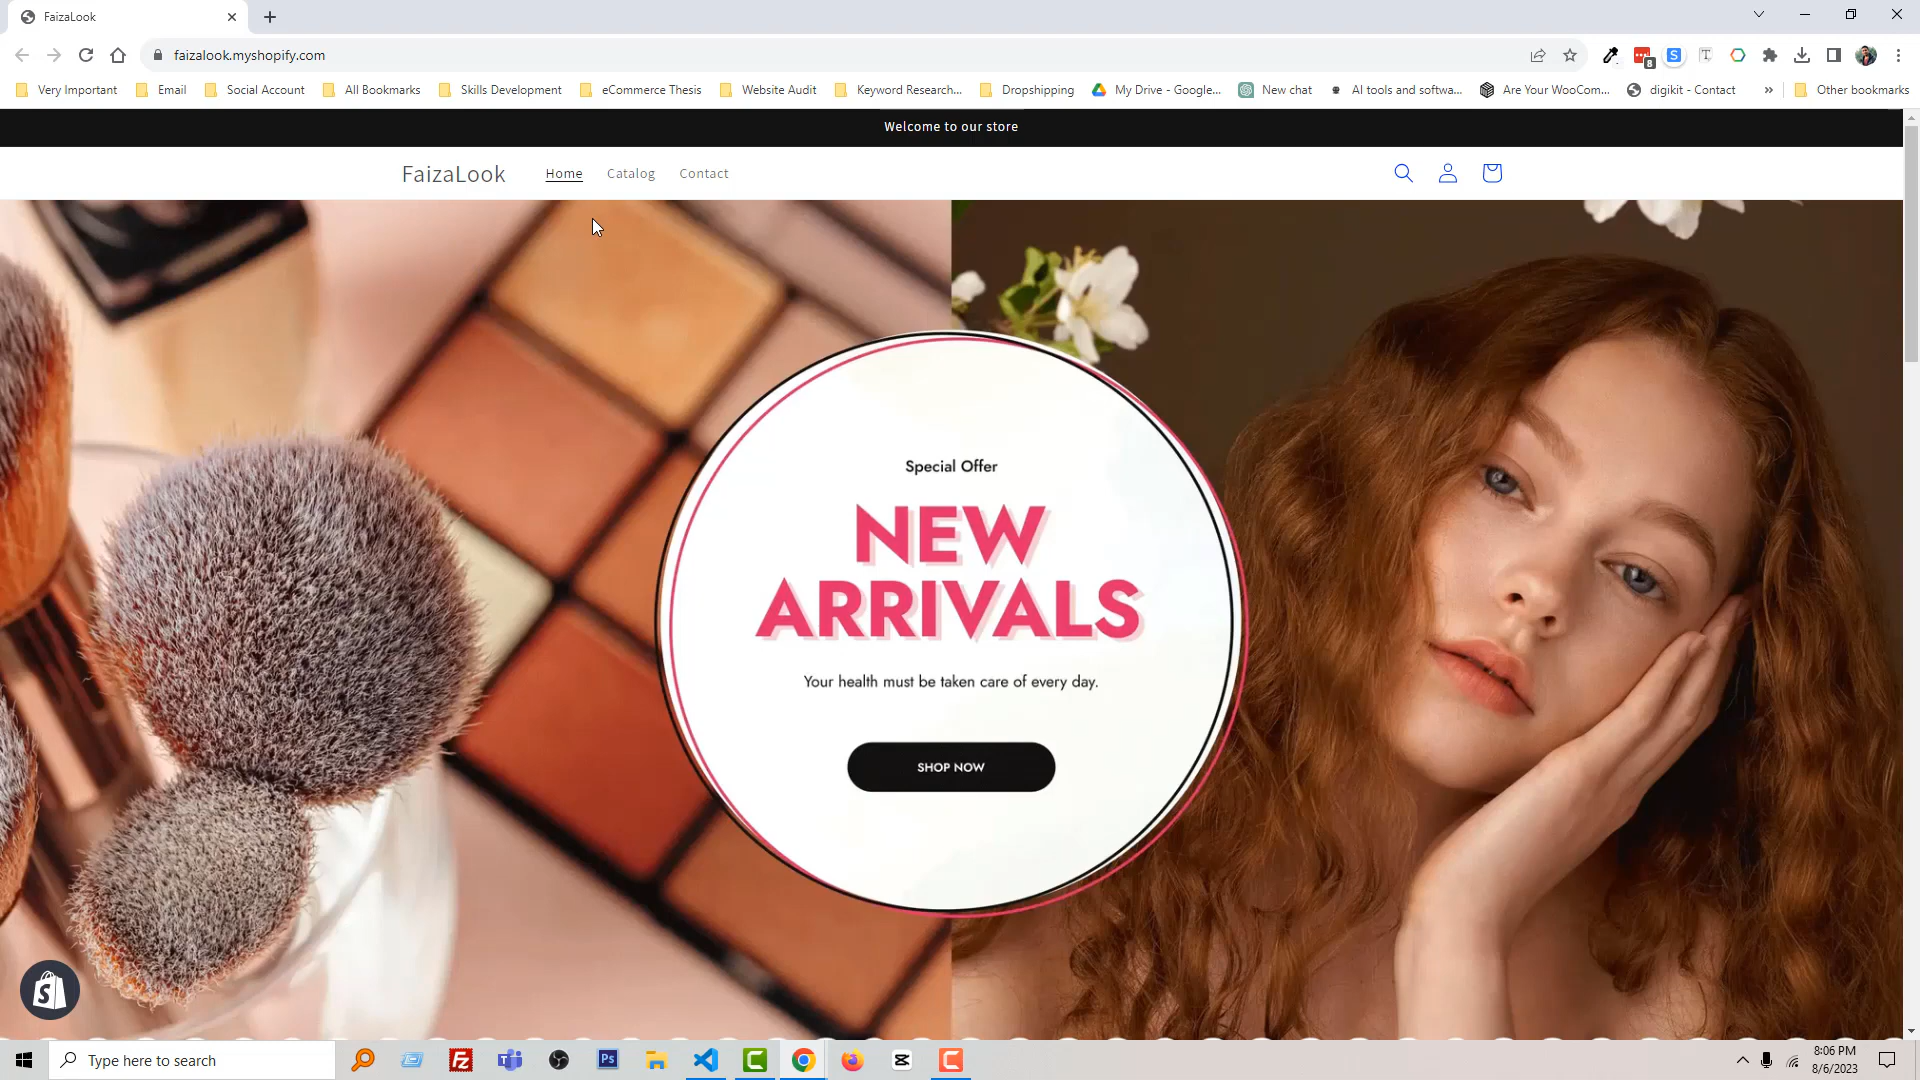 FaizaLook
faizalook.myshopify.com
8
Very Important
Email
Social Account
All Bookmarks
Skills Development
eCommerce Thesis
Website Audit
Keyword Research...
Dropshipping
My Drive - Google...
New chat
AI tools and softwa...
Are Your WooCom...
digikit - Contact
»
Other bookmarks
Welcome to our store
FaizaLook
Home
Catalog
Contact
Special Offer
NEW
ARRIVALS
Your health must be taken care of every day.
SHOP NOW
Type here to search
Ps
8:06 PM
8/6/2023